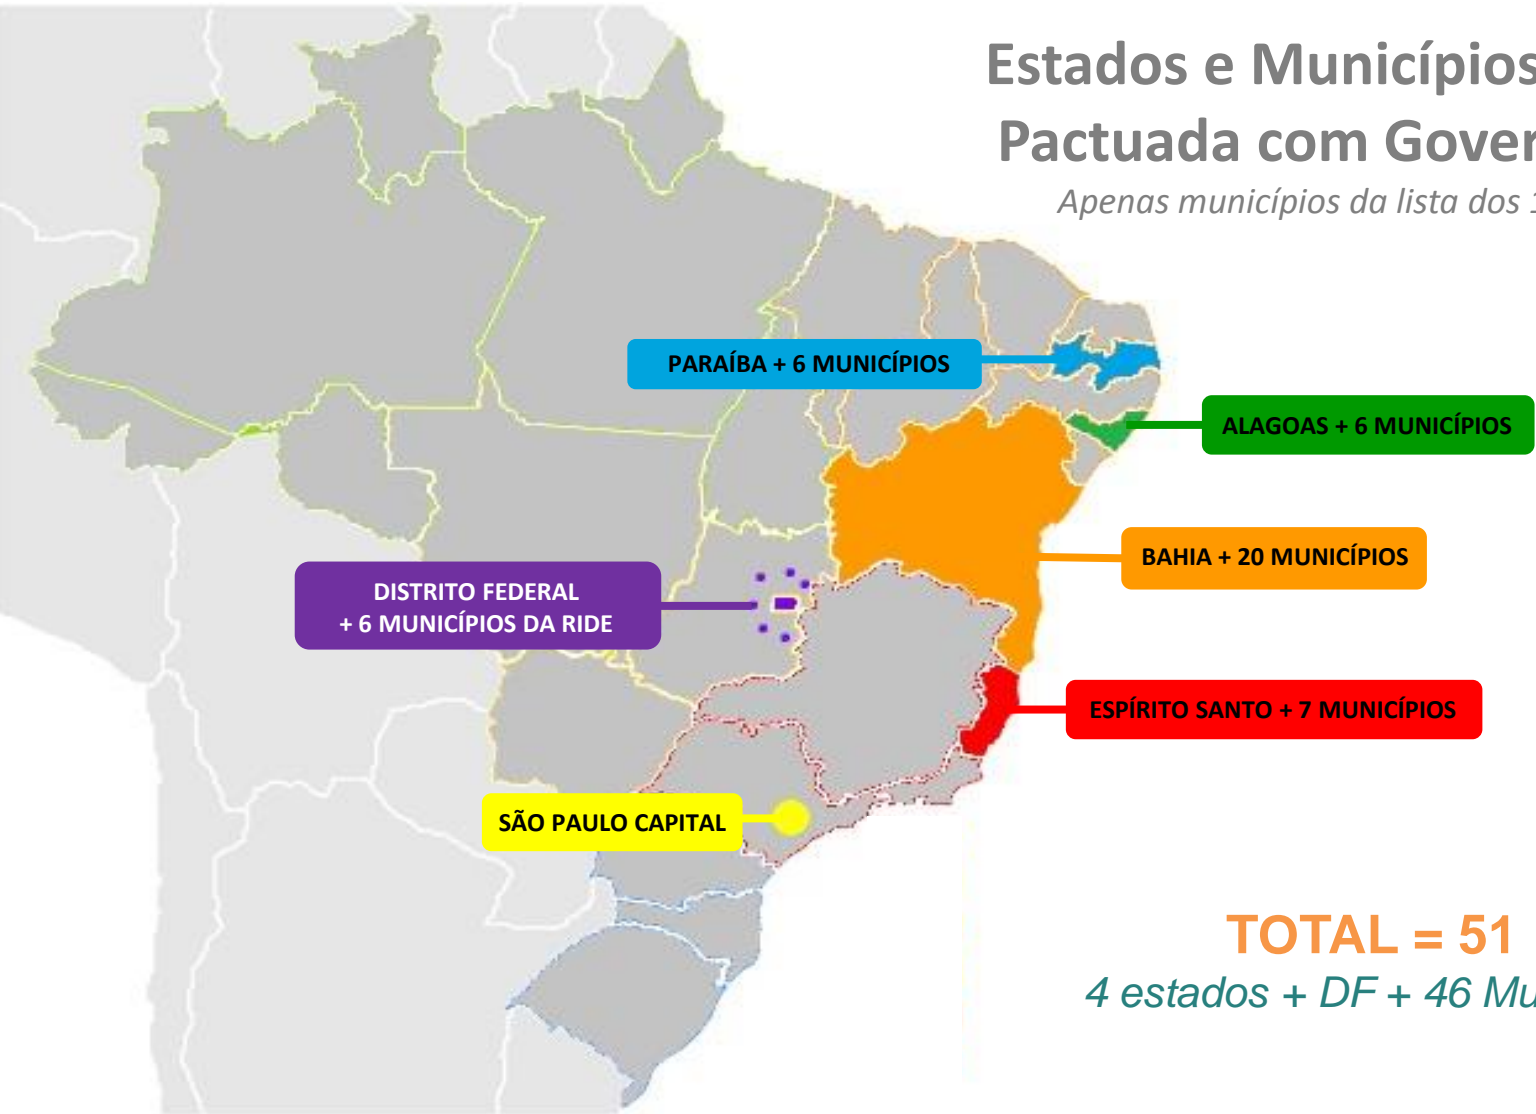 Estados e Municípios
Pactuada com Gover
Apenas municípios da lista dos 1
PARAÍBA + 6 MUNICÍPIOS
ALAGOAS + 6 MUNICÍPIOS
BAHIA + 20 MUNICÍPIOS
DISTRITO FEDERAL
+ 6 MUNICÍPIOS DA RIDE
ESPÍRITO SANTO + 7 MUNICÍPIOS
SÃO PAULO CAPITAL
TOTAL = 51
4 estados + DF + 46 Mu